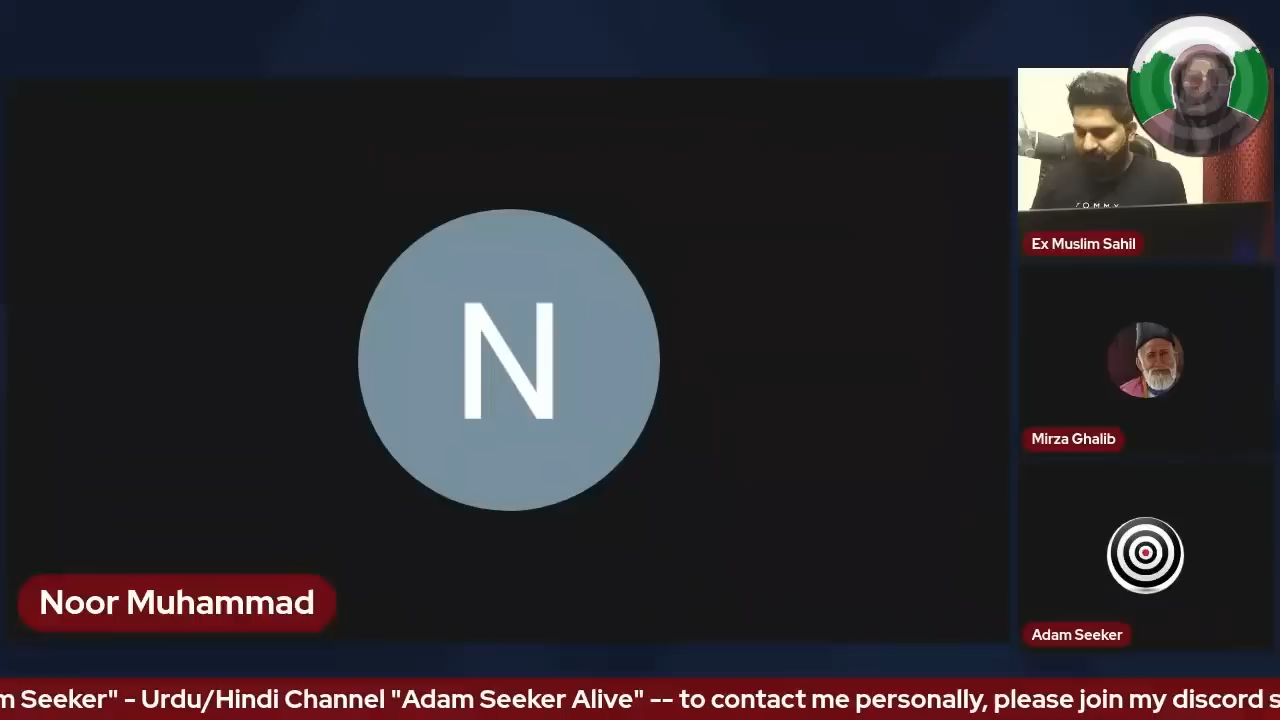 N
Noor Muhammad
TOMMY
Ex Muslim Sahil
Mirza Ghalib
Adam Seeker
Seeker" - Urdu/Hindi Channel "Adam Seeker Alive" -- to contact me personally, please join my discord